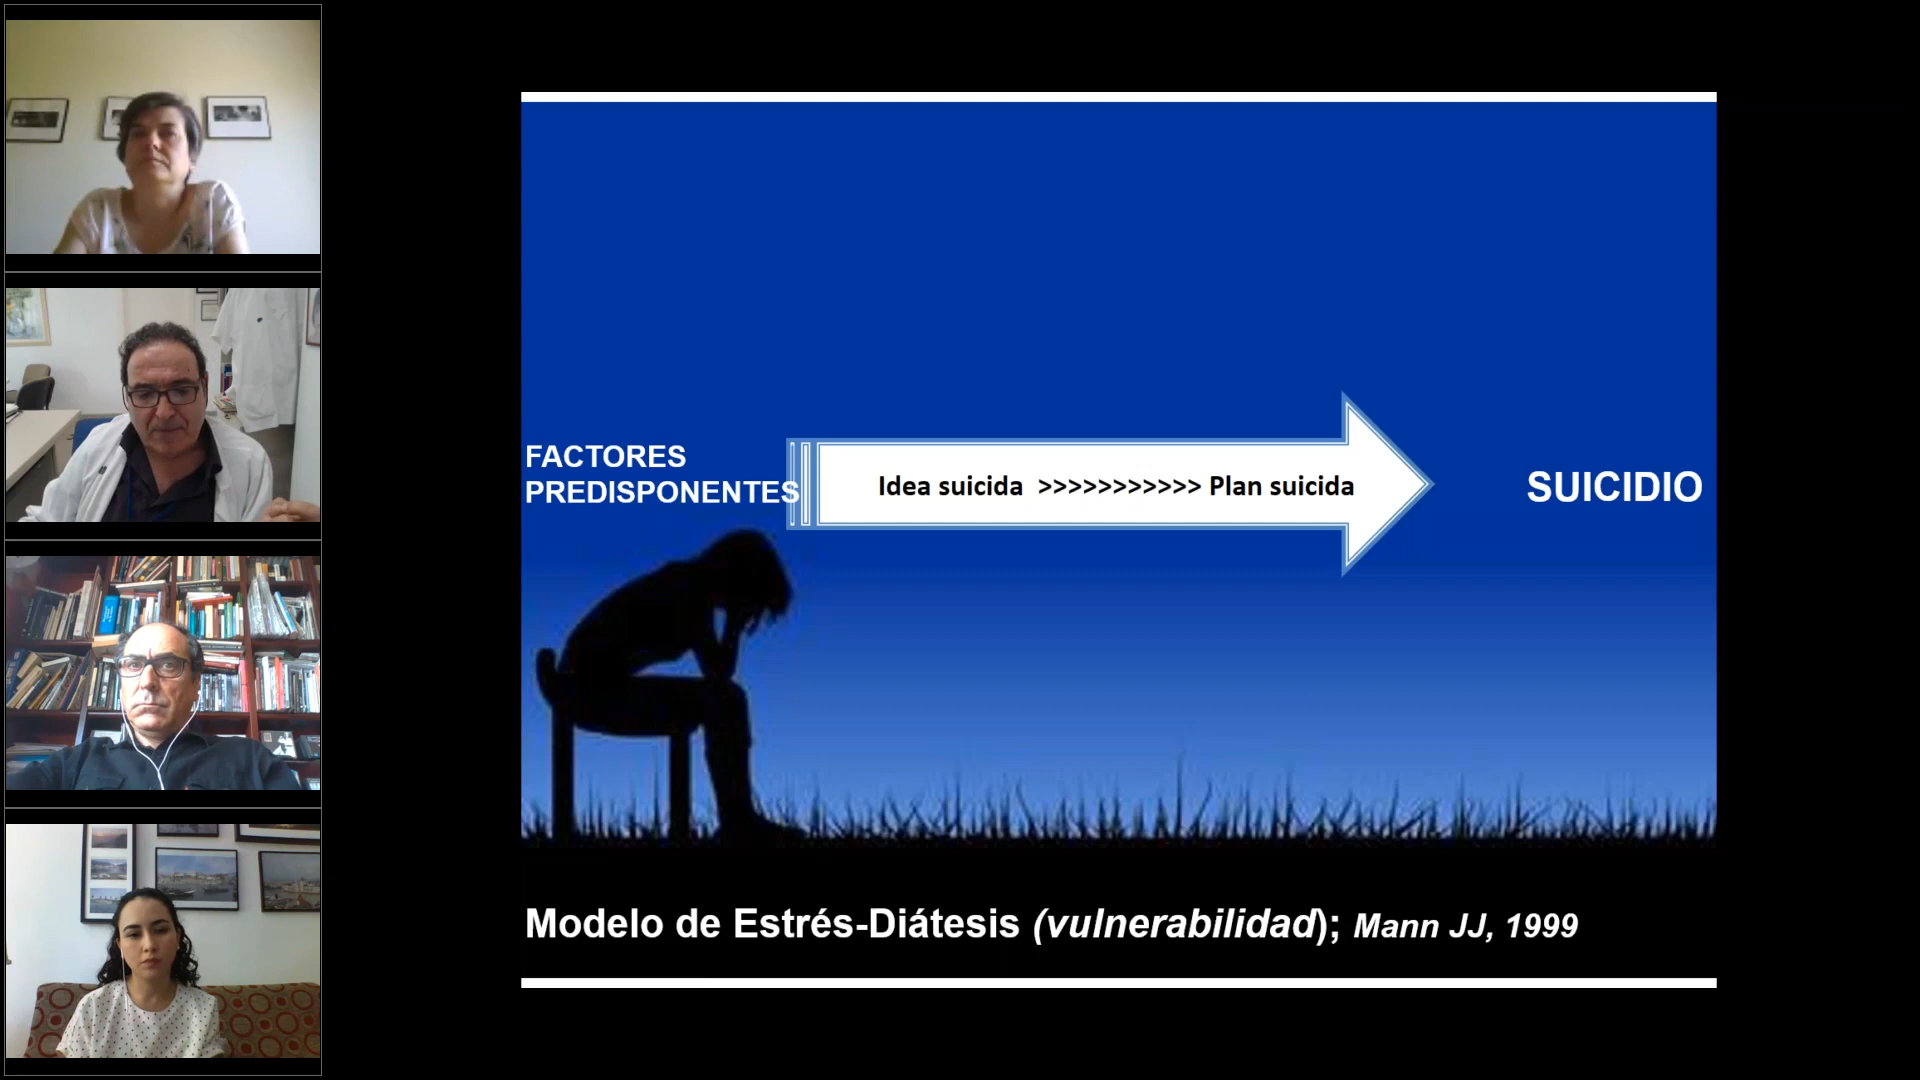 FACTORES
PREDISPONENTES
Idea suicida >>>>>>>>>>> Plan suicida
SUICIDIO
Modelo de Estrés-Diátesis (vulnerabilidad); Mann JJ, 1999